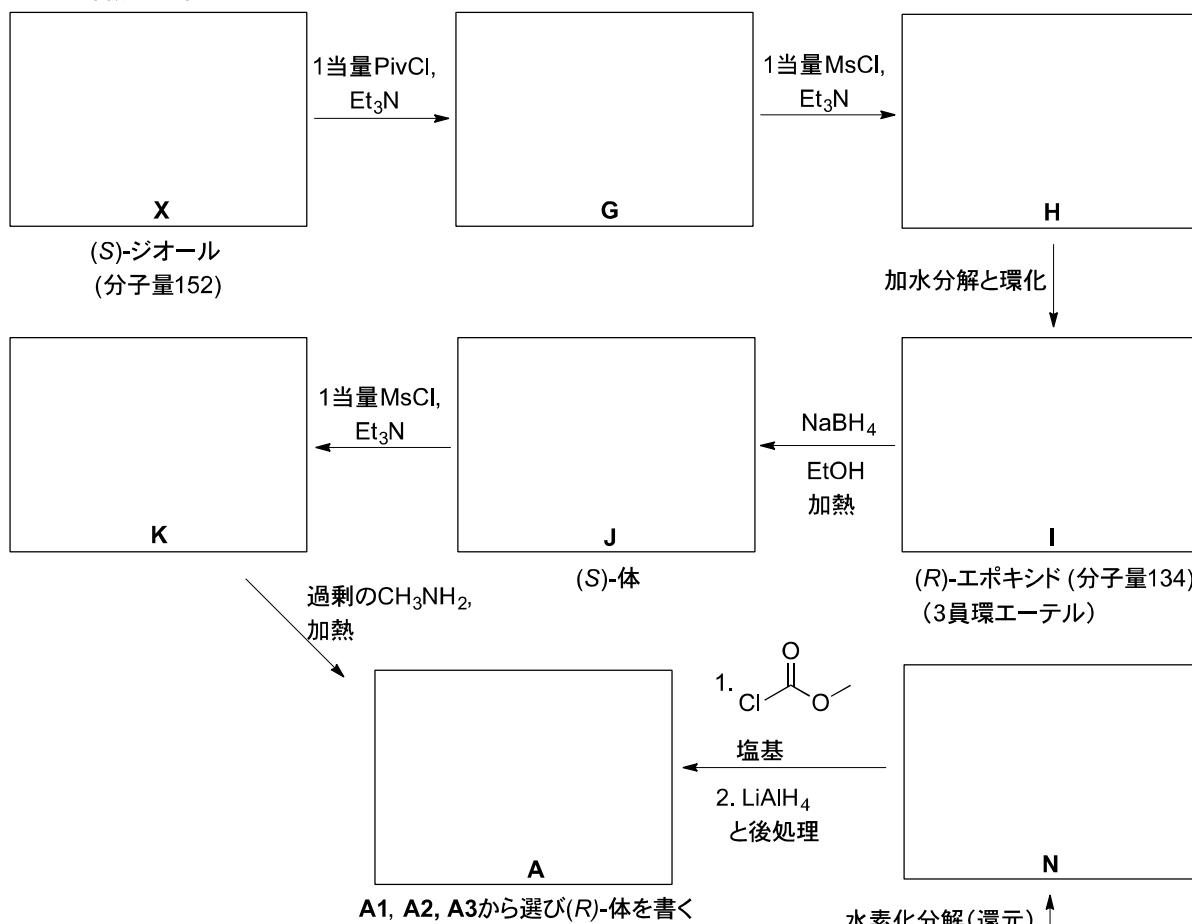 1当量PivCl,
Et₃N
1当量MsCl,
Et₃N
X
G
H
(S)-ジオール
(分子量152)
加水分解と環化
1当量MsCl,
Et₃N
NaBH₄
EtOH
加熱
K
J
I
(S)-体
(R)-エポキシド (分子量134)
(3員環エーテル)
過剰のCH₃NH₂,
加熱
1.
O
Cl
O
塩基
2. LiAlH₄
と後処理
A
N
A1, A2, A3から選び(R)-体を書く
水素化分解(還元)